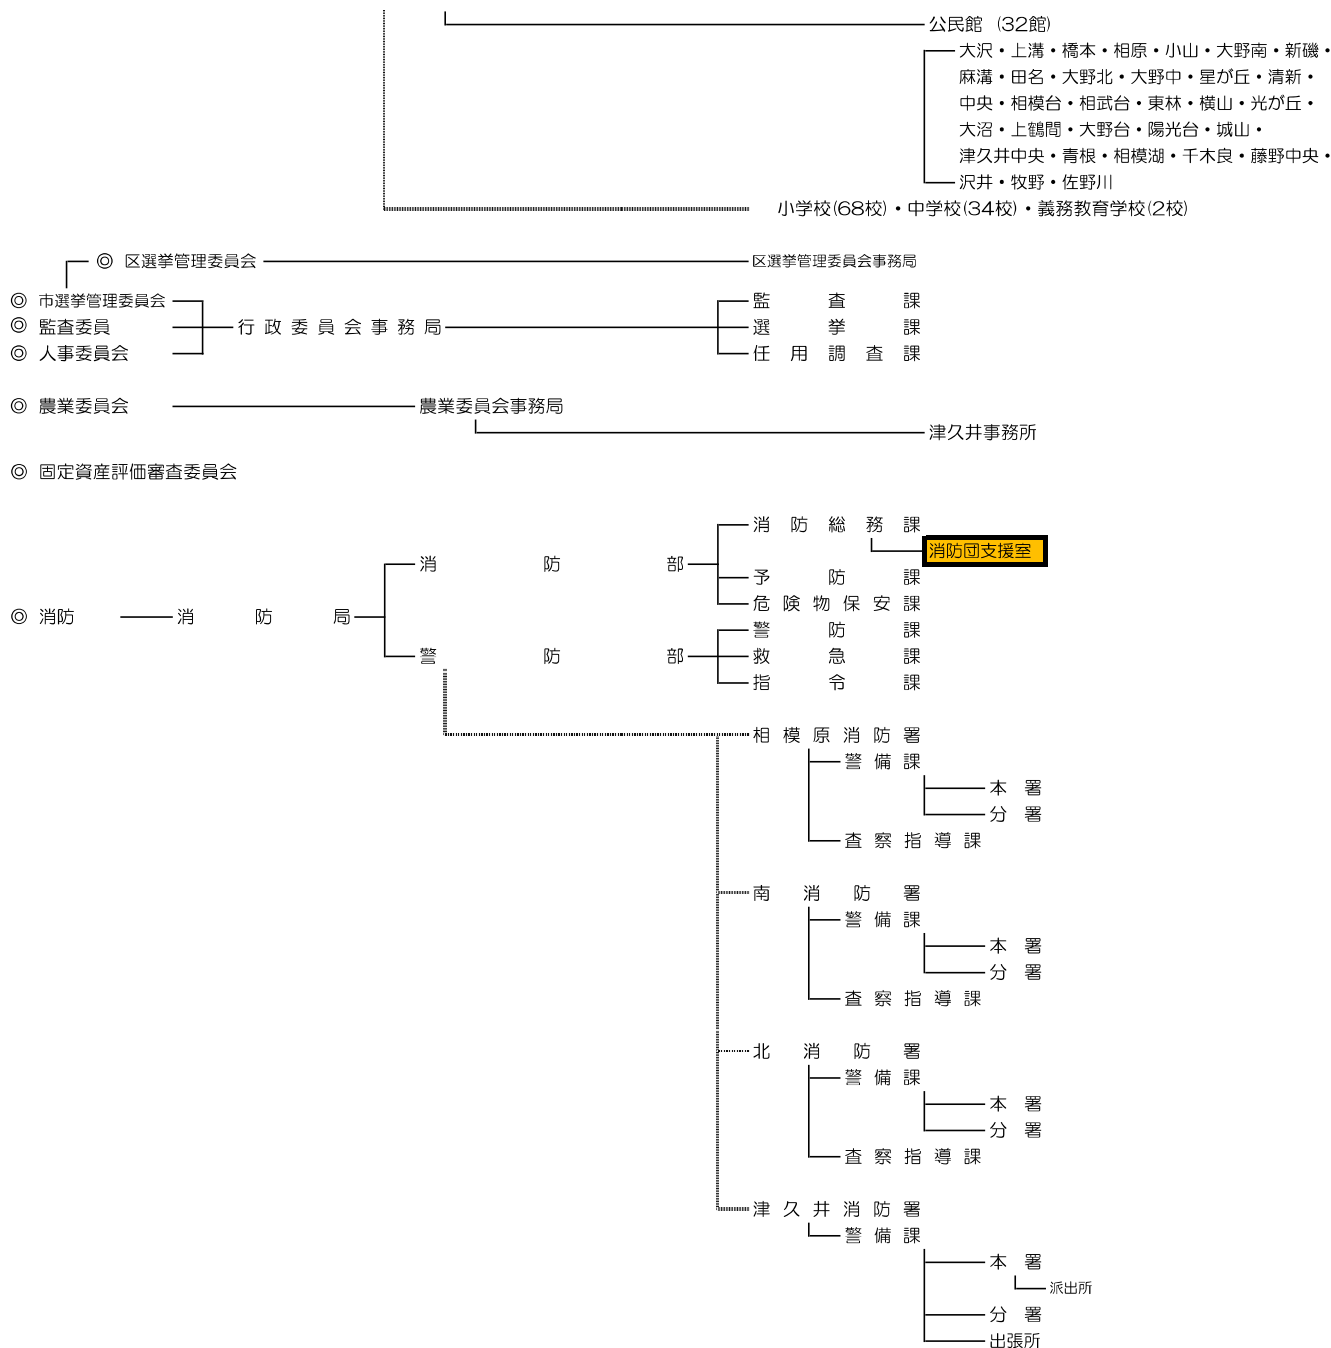 公民館 (32館)
大沢・上溝・橋本・相原・小山・大野南・新磯・
麻溝・田名・大野北・大野中・星が丘・清新・
中央・相模台・相武台・東林・横山・光が丘・
大沼・上鶴間・大野台・陽光台・城山・
津久井中央・青根・相模湖・千木良・藤野中央・
沢井・牧野・佐野川
小学校(68校)・中学校(34校)・義務教育学校(2校)
◎ 区選挙管理委員会 区選挙管理委員会事務局
◎ 市選挙管理委員会 監査課
◎ 監査委員 行政委員会事務局 選挙課
◎ 人事委員会 任用調査課
◎ 農業委員会 農業委員会事務局
津久井事務所
◎ 固定資産評価審査委員会
消防総務課
消防団支援室
消防部
予防課
危険物保安課
◎ 消防 消防局
警防課
警防部 救急課
指令課
相模原消防署
警備課
本署
分署
査察指導課
南消防署
警備課
本署
分署
査察指導課
北消防署
警備課
本署
分署
査察指導課
津久井消防署
警備課
本署
派出所
分署
出張所